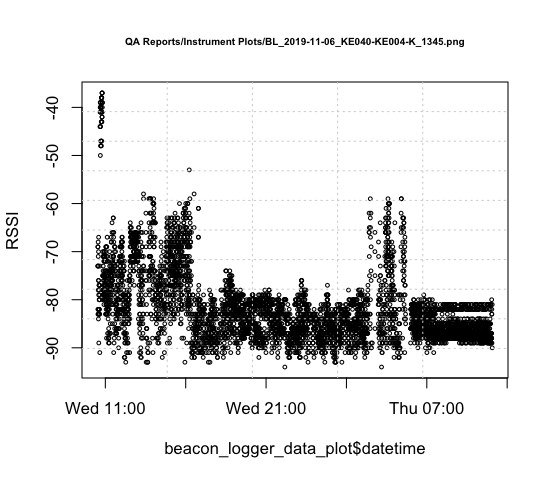 QA Reports/Instrument Plots/BL_2019-11-06_KE040-KE004-K_1345.png
-40
-50
-60
-70
-80
-90
RSSI
Wed 11:00 Wed 21:00 Thu 07:00
beacon_logger_data_plot$datetime